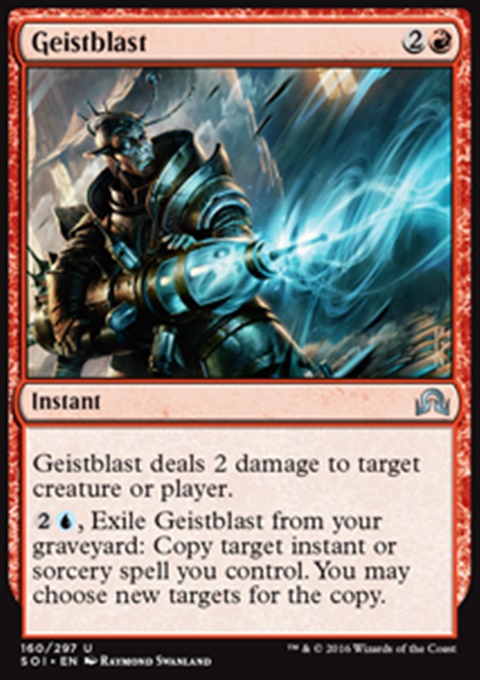 Geistblast 2
Instant
Geistblast deals 2 damage to target
creature or player.
2, Exile Geistblast from your
graveyard: Copy target instant or
sorcery spell you control. You may
choose new targets for the copy.
160/297 U
SOI • EN Raymond Swanland
™ & © 2016 Wizards of the Coast